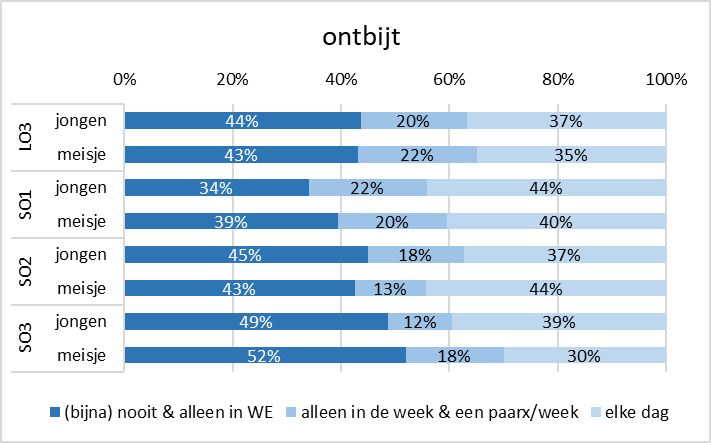 ontbijt
0% 20% 40% 60% 80% 100%
LO3
jongen 44% 20% 37%
meisje 43% 22% 35%
SO1
jongen 34% 22% 44%
meisje 39% 20% 40%
SO2
jongen 45% 18% 37%
meisje 43% 13% 44%
SO3
jongen 49% 12% 39%
meisje 52% 18% 30%
(bijna) nooit & alleen in WE alleen in de week & een paarx/week elke dag